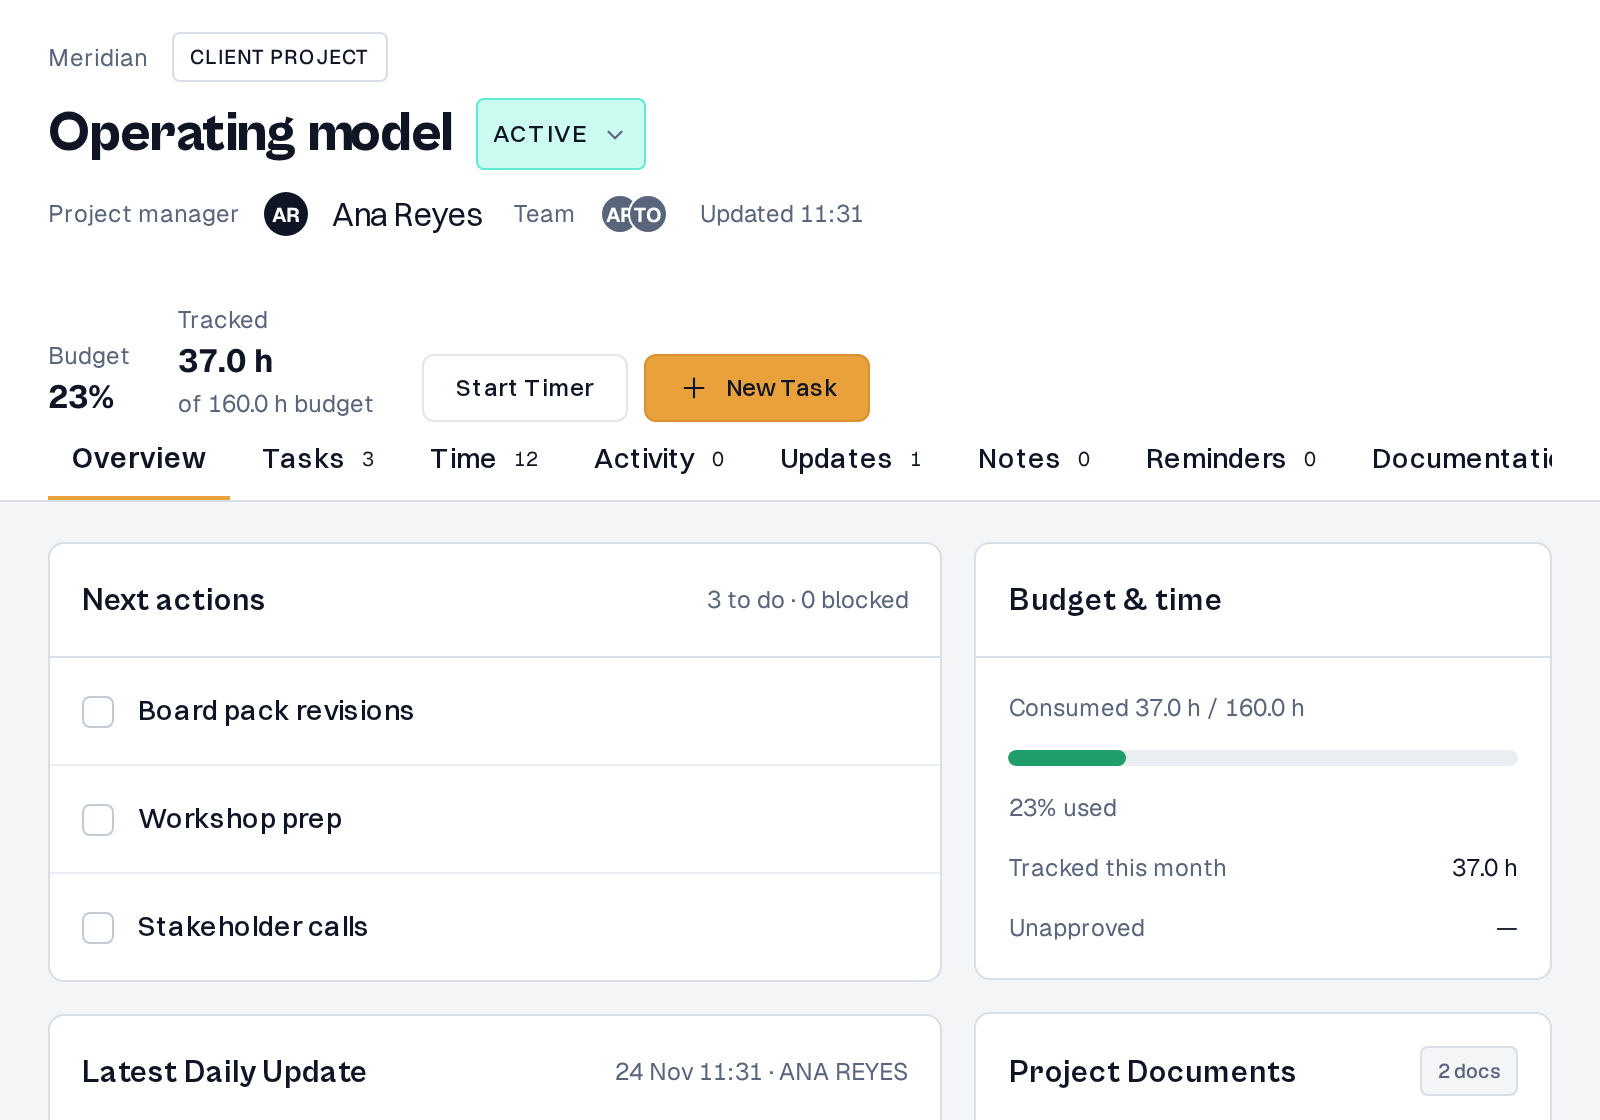 Meridian CLIENT PROJECT
Operating model ACTIVE
Project manager AR Ana Reyes Team TO Updated 11:31
Tracked
Budget 37.0 h
23% of 160.0 h budget
Start Timer New Task
Overview Tasks 3 Time 12 Activity 0 Updates 1 Notes 0 Reminders 0
Next actions 3 to do · 0 blocked
Board pack revisions
Workshop prep
Stakeholder calls
Budget & time
Consumed 37.0 h / 160.0 h
23% used
Tracked this month 37.0 h
Unapproved —
Latest Daily Update 24 Nov 11:31 · ANA REYES
Project Documents 2 docs